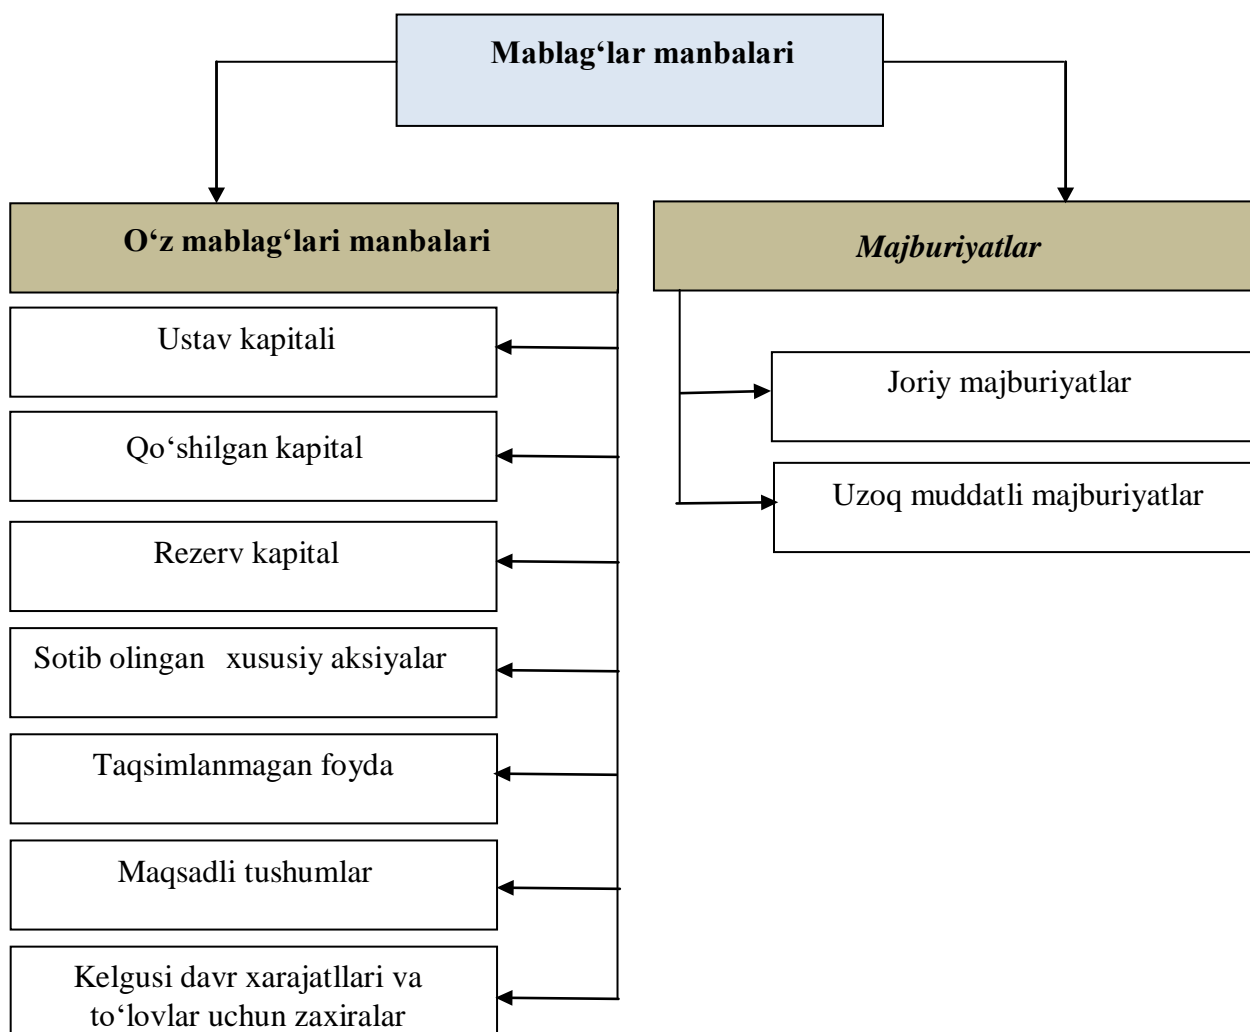 Mablag‘lar manbalari
O‘z mablag‘lari manbalari
Ustav kapitali
Qo‘shilgan kapital
Rezerv kapital
Sotib olingan xususiy aksiyalar
Taqsimlanmagan foyda
Maqsadli tushumlar
Kelgusi davr xarajatllari va
to‘lovlar uchun zaxiralar
Majburiyatlar
Joriy majburiyatlar
Uzoq muddatli majburiyatlar